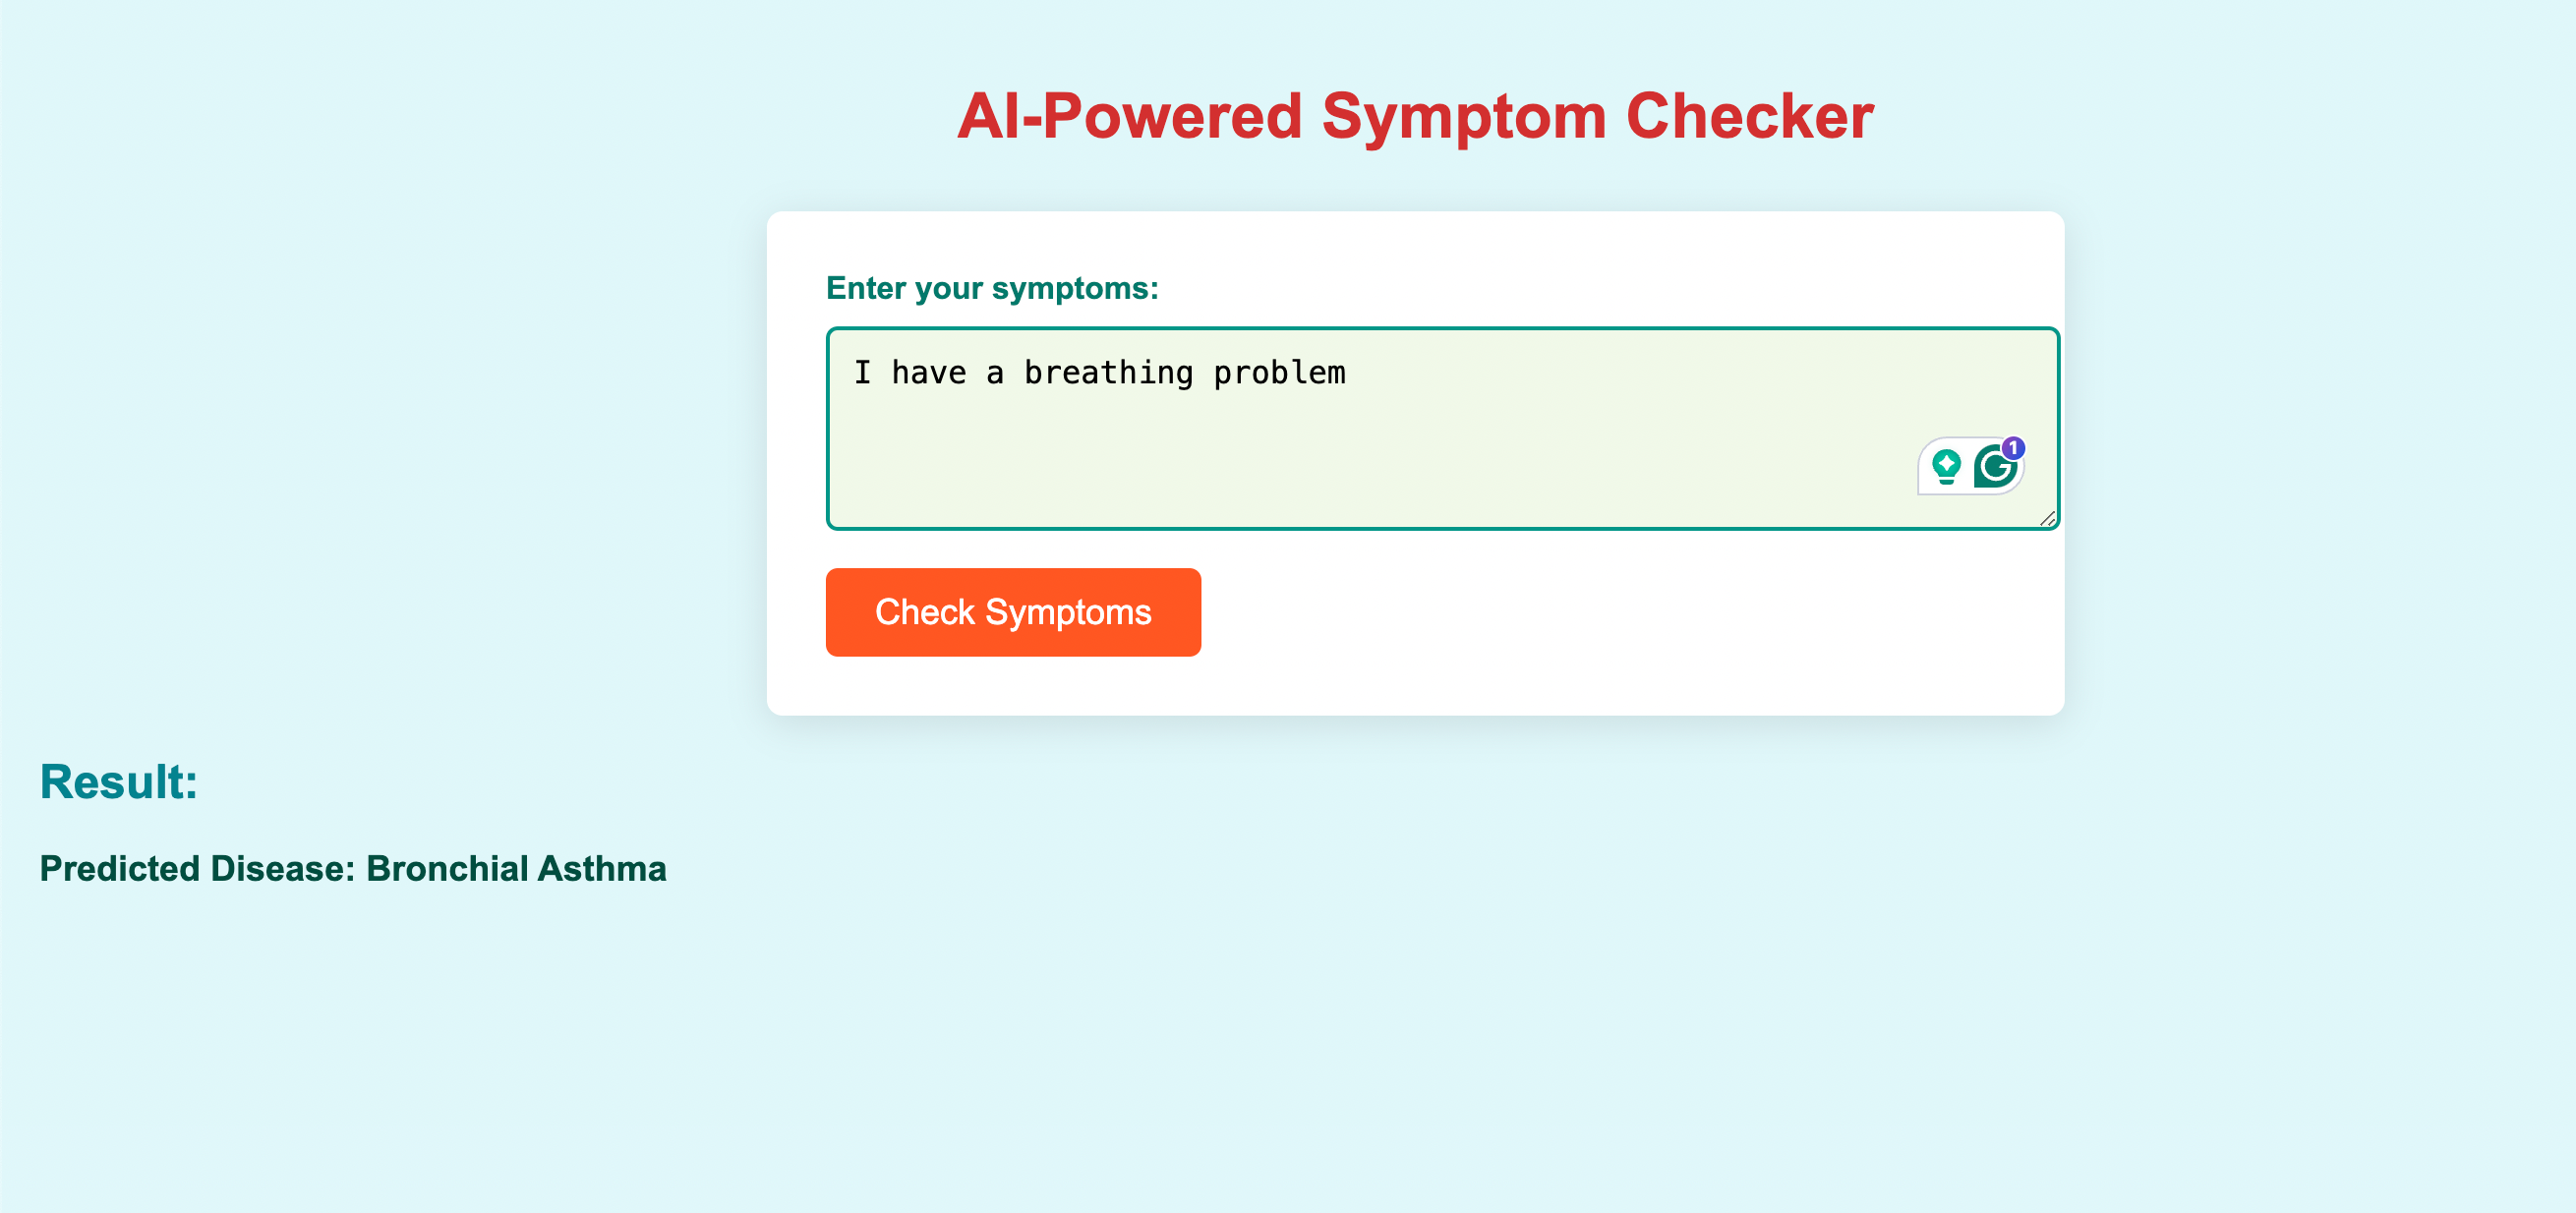 AI-Powered Symptom Checker
Enter your symptoms:
I have a breathing problem
1
Check Symptoms
Result:
Predicted Disease: Bronchial Asthma